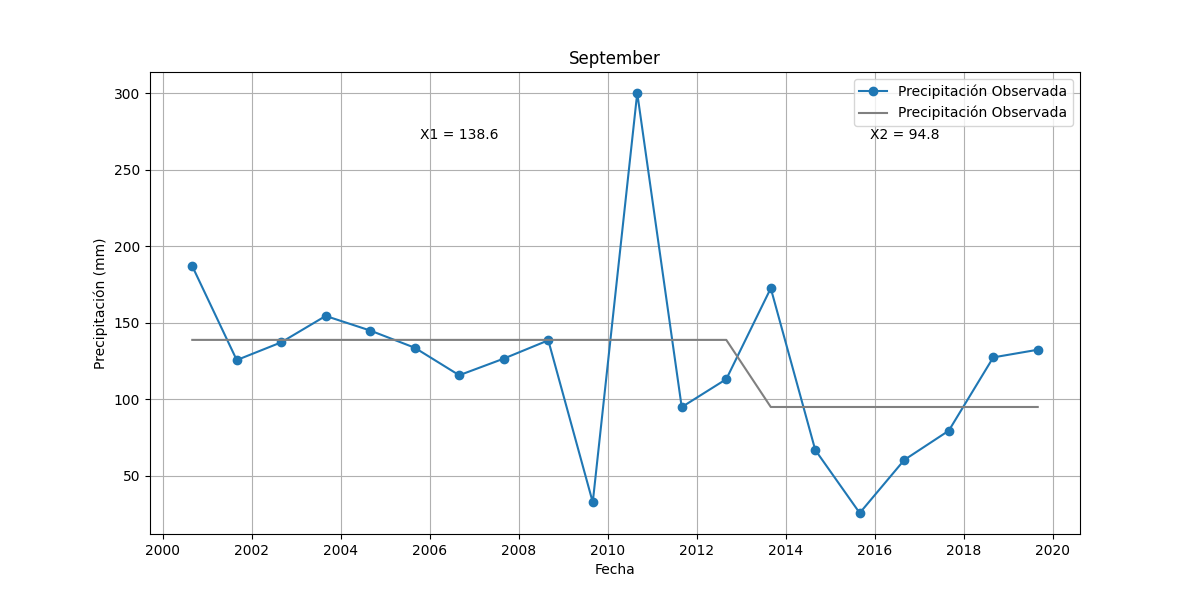 September
Precipitación Observada
Precipitación Observada
X1 = 138.6
X2 = 94.8
Precipitación (mm)
300
250
200
150
100
50
2000 2002 2004 2006 2008 2010 2012 2014 2016 2018 2020
Fecha